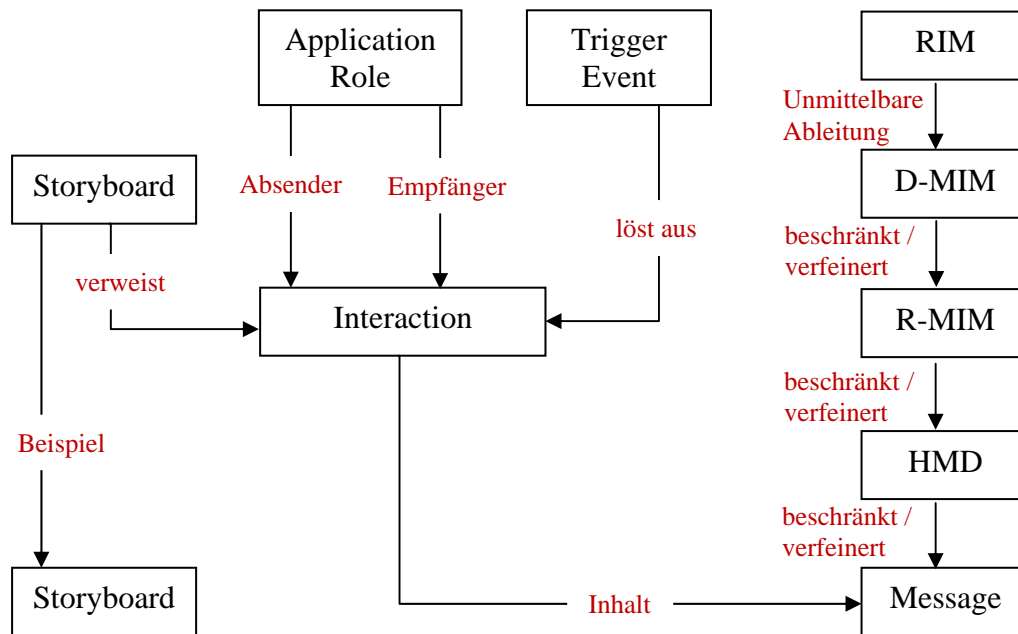 Application
Role
Trigger
Event
RIM
Unmittelbare
Ableitung
Storyboard
Absender
Empfänger
D-MIM
löst aus
beschränkt /
verfeinert
verweist
Interaction
R-MIM
beschränkt /
verfeinert
Beispiel
HMD
beschränkt /
verfeinert
Storyboard
Inhalt
Message